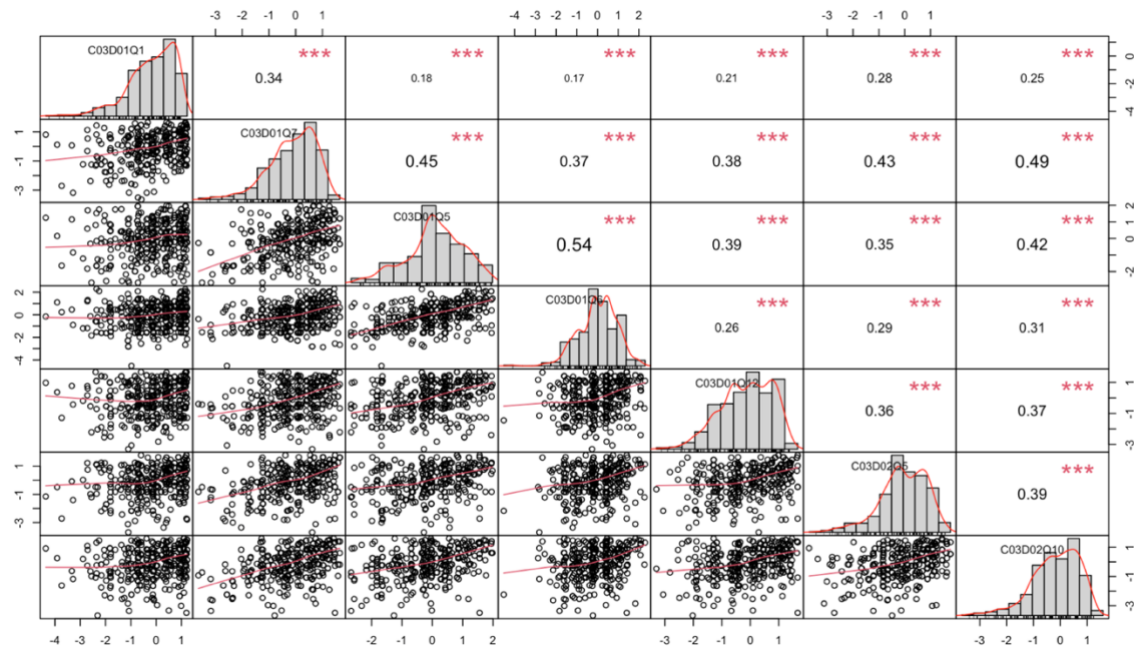 -3 -2 -1 0 1
-4 -3 -2 -1 0 1 2
-3 -2 -1 0 1
C03D01Q1
0.34 ***
0.18 ***
0.17 ***
0.21 ***
0.28 ***
0.25 ***
-4 -2 0
-3 -1 1
C03D01Q7
0.45 ***
0.37 ***
0.38 ***
0.43 ***
0.49 ***
C03D01Q5
0.54 ***
0.39 ***
0.35 ***
0.42 ***
-2 0 1 2
-4 -2 0 2
0.26 ***
0.29 ***
0.31 ***
C03D01Q12
0.36 ***
0.37 ***
-3 -1 1
-3 -1 1
0.39 ***
C03D02Q10
-3 -1 1
-4 -3 -2 -1 0 1
-2 -1 0 1 2
-3 -2 -1 0 1
-3 -2 -1 0 1